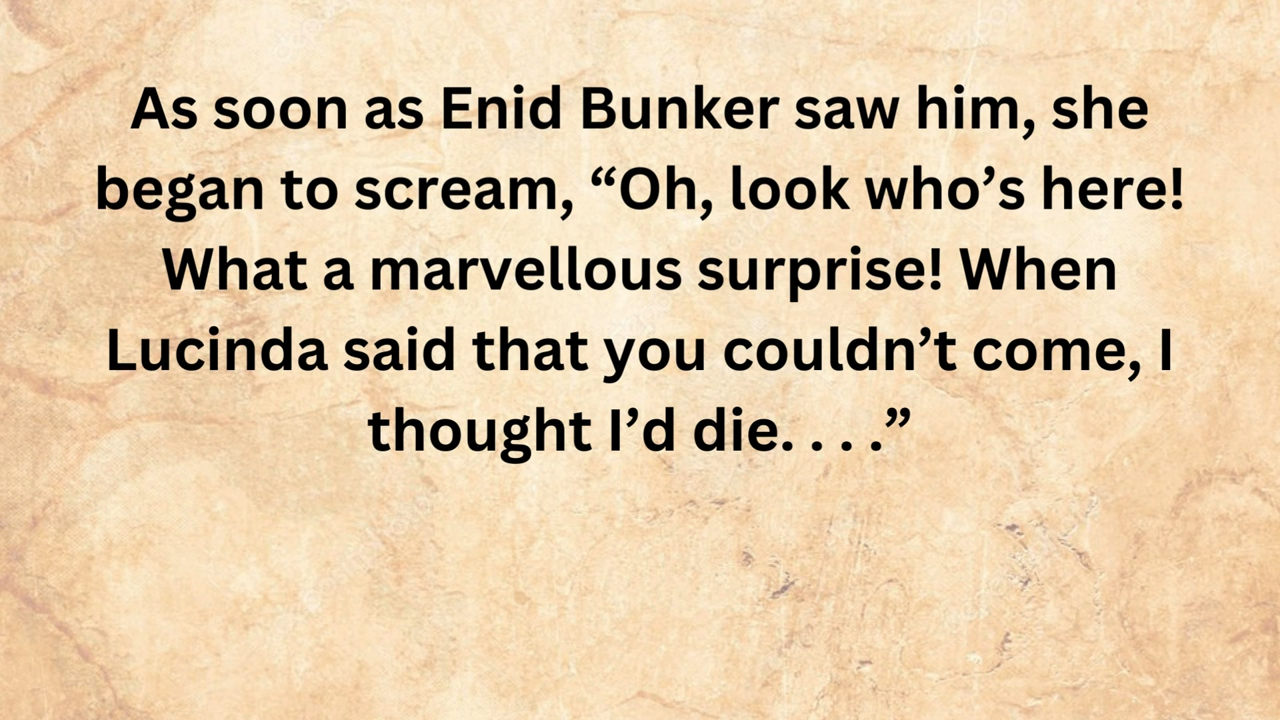 As soon as Enid Bunker saw him, she
began to scream, “Oh, look who’s here!
What a marvellous surprise! When
Lucinda said that you couldn’t come, I
thought I’d die. . . .”